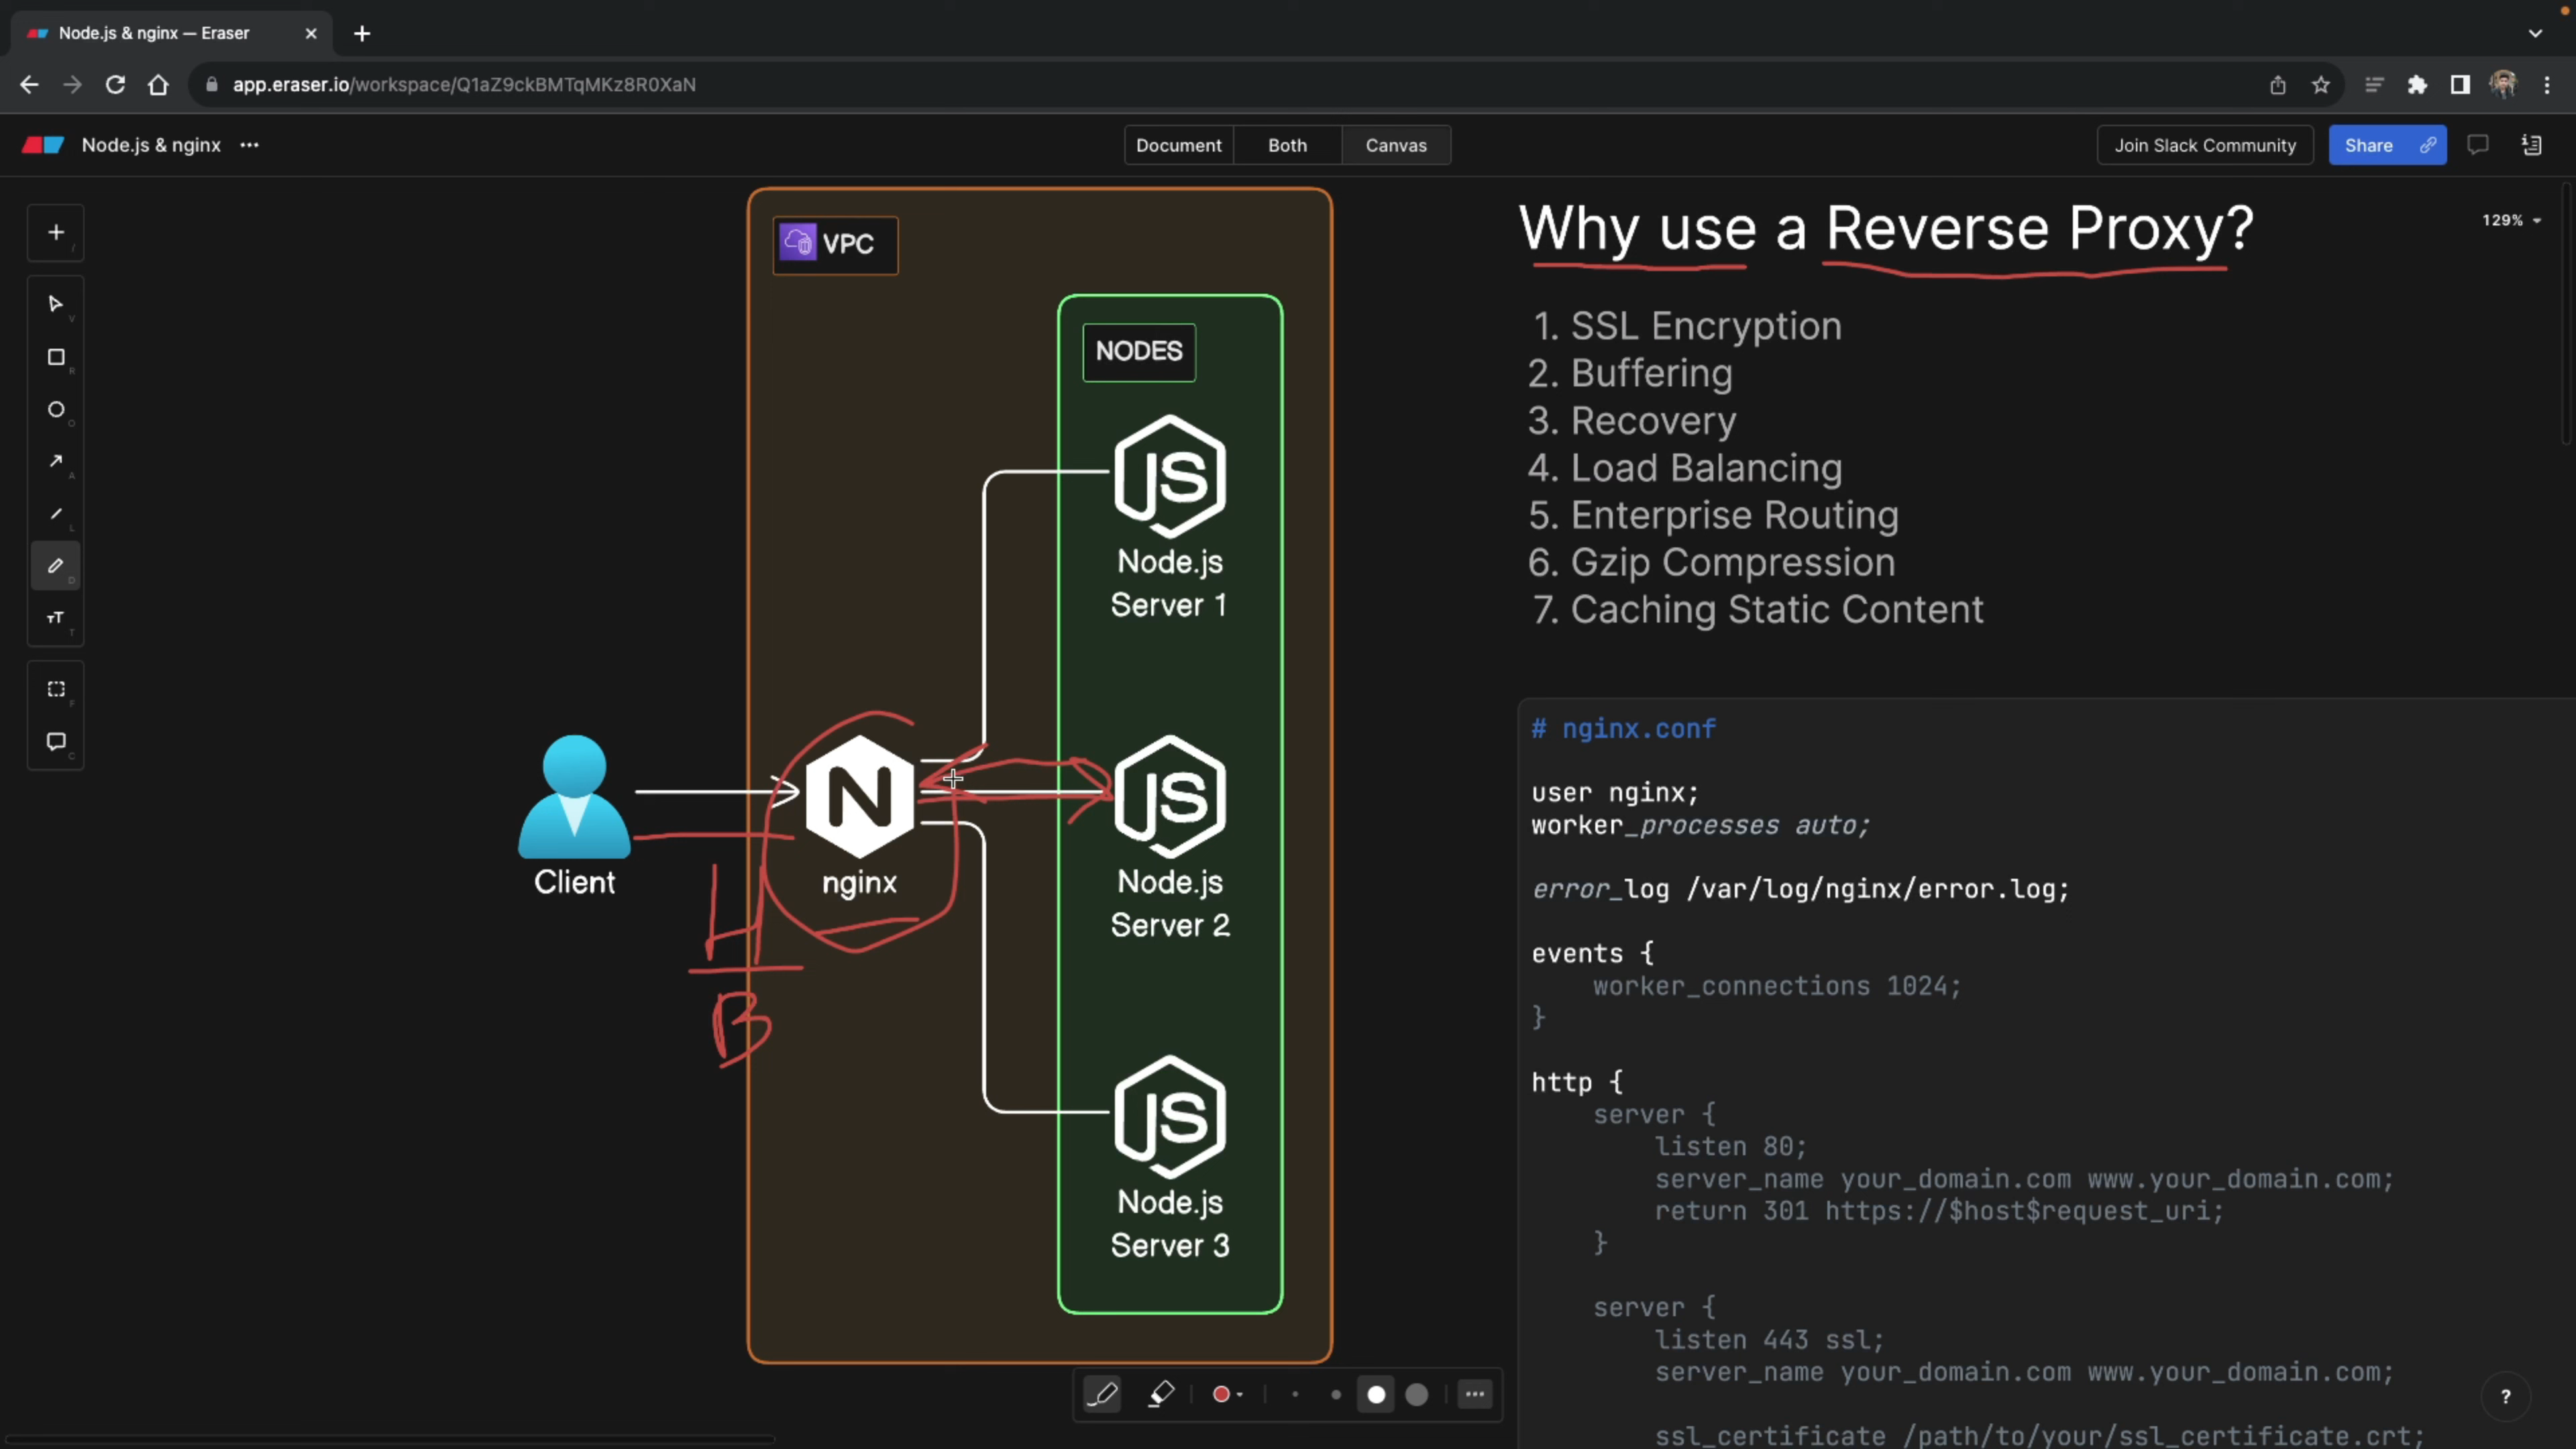 Node.js & nginx — Eraser
app.eraser.io/workspace/Q1aZ9ckBMTqMKz8R0XaN
Node.js & nginx
Document
Both
Canvas
Join Slack Community
Share
129%
VPC
NODES
JS
Node.js
Server 1
N
nginx
Client
JS
Node.js
Server 2
JS
Node.js
Server 3
B
Why use a Reverse Proxy?
1. SSL Encryption
2. Buffering
3. Recovery
4. Load Balancing
5. Enterprise Routing
6. Gzip Compression
7. Caching Static Content
# nginx.conf
user nginx;
worker_processes auto;
error_log /var/log/nginx/error.log;
events {
worker_connections 1024;
}
http {
server {
listen 80;
server_name your_domain.com www.your_domain.com;
return 301 https://$host$request_uri;
}
server {
listen 443 ssl;
server_name your_domain.com www.your_domain.com;
ssl_certificate /path/to/your/ssl_certificate.crt;
?